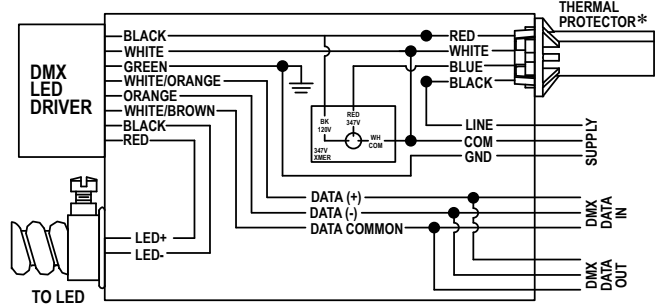 THERMAL
PROTECTOR*
BLACK
WHITE
GREEN
WHITE/ORANGE
ORANGE
WHITE/BROWN
BLACK
RED
DMX
LED
DRIVER
RED
WHITE
BLUE
BLACK
BK
120V
RED
347V
WH
COM
347V
XMER
LINE
COM
GND
SUPPLY
DATA (+)
DATA (-)
DATA COMMON
DMX
DATA
IN
DMX
DATA
OUT
LED+
LED-
TO LED